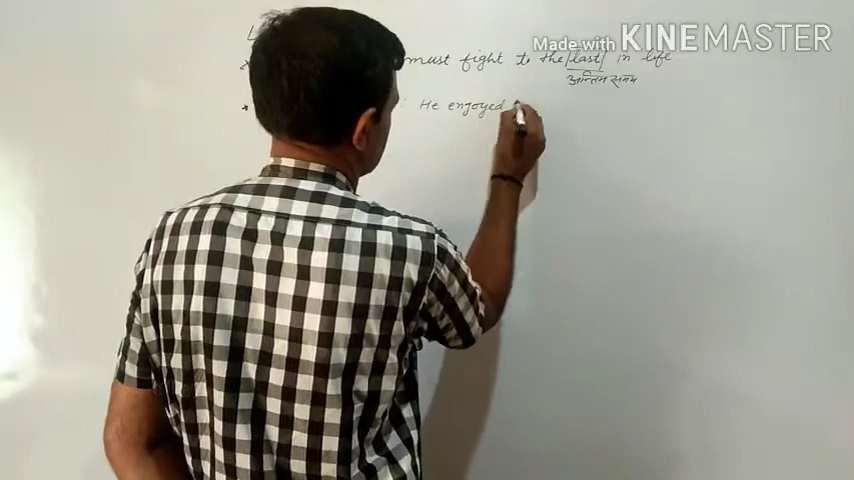 Made with KINEMASTER
must fight to the last in life
अन्तिम समय
* He enjoyed